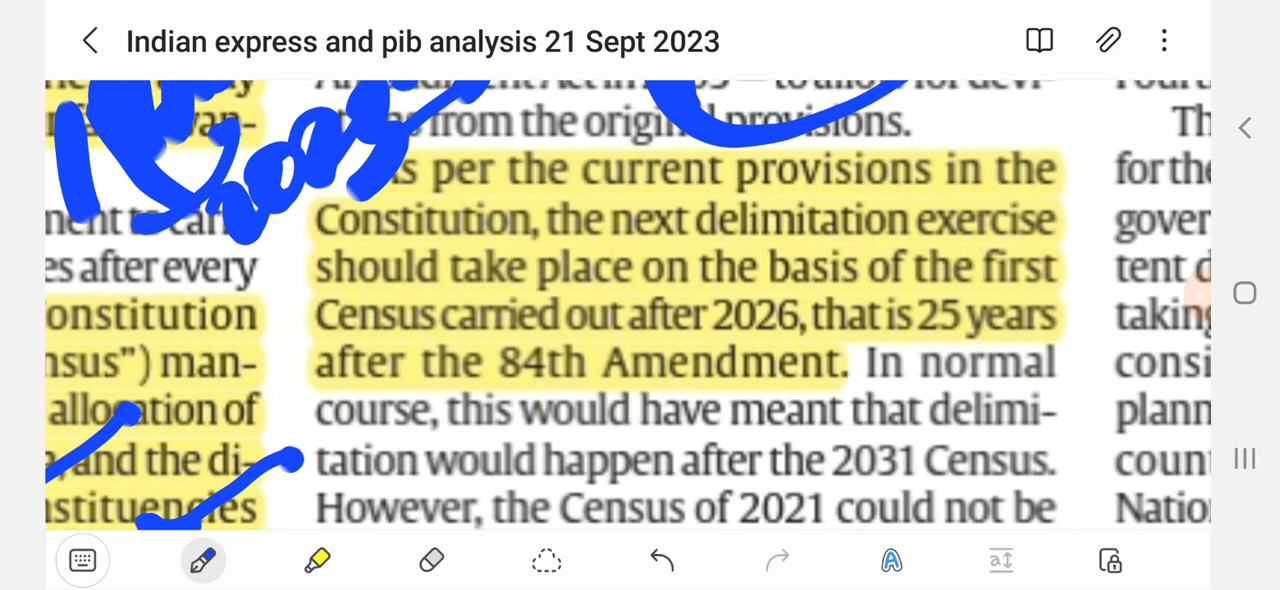 Indian express and pib analysis 21 Sept 2023
from the original provisions.
per the current provisions in the
Constitution, the next delimitation exercise
should take place on the basis of the first
Census carried out after 2026, that is 25 years
after the 84th Amendment. In normal
course, this would have meant that delimi-
tation would happen after the 2031 Census.
However, the Census of 2021 could not be
es after every
onstitution
nsus") man-
allocation of
and the di-
nstituencies
Th
for the
gover
tent
taking
consi
plann
coun
Natio